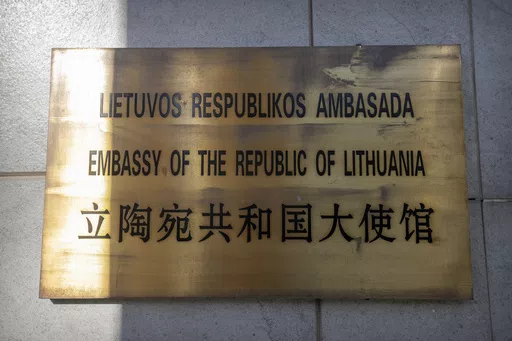 LIETUVOS RESPUBLIKOS AMBASADA
EMBASSY OF THE REPUBLIC OF LITHUANIA
立陶宛共和国大使馆